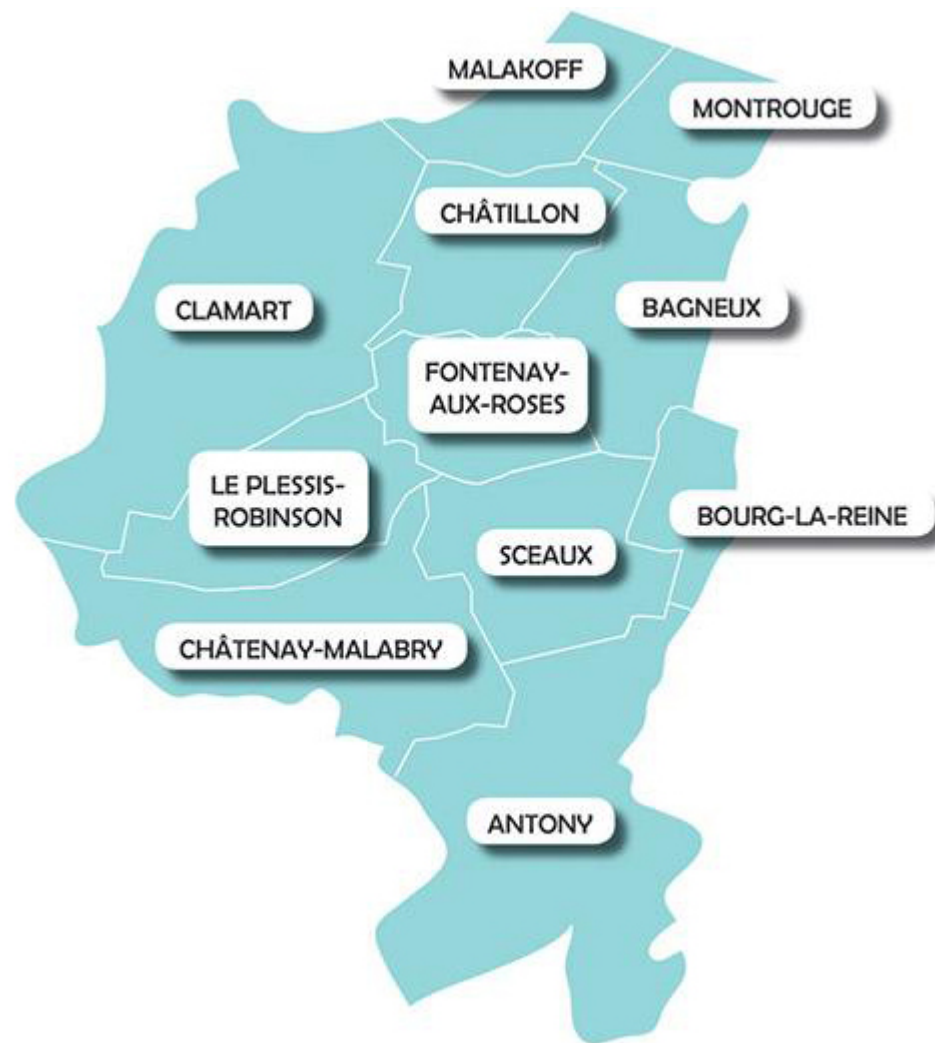 MALAKOFF
MONTROUGE
CHÂTILLON
CLAMART
BAGNEUX
FONTENAY-
AUX-ROSES
LE PLESSIS-
ROBINSON
BOURG-LA-REINE
SCEAUX
CHÂTENAY-MALABRY
ANTONY